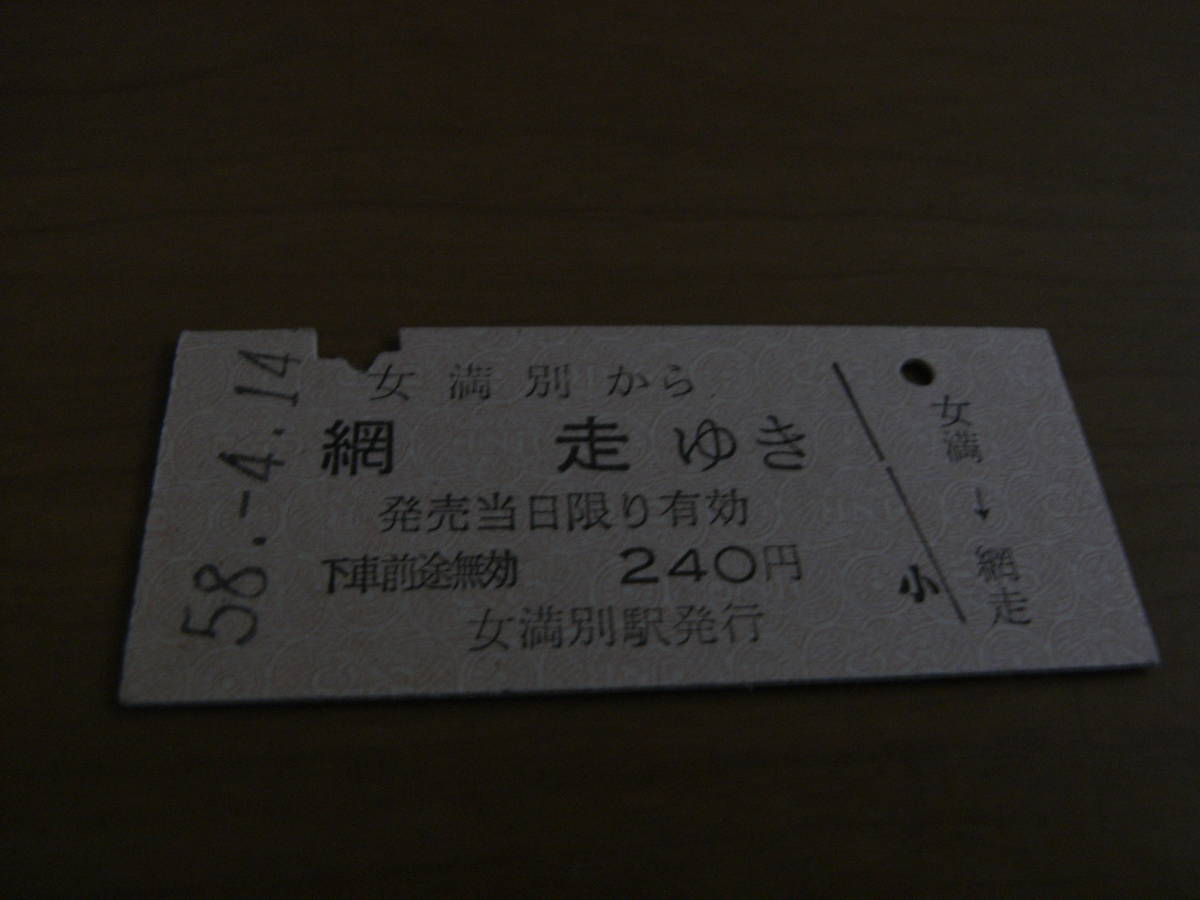 58.-4.14
女満別から
網走ゆき
発売当日限り有効
下車前途無効 240円
女満別駅発行
小
女満→網走